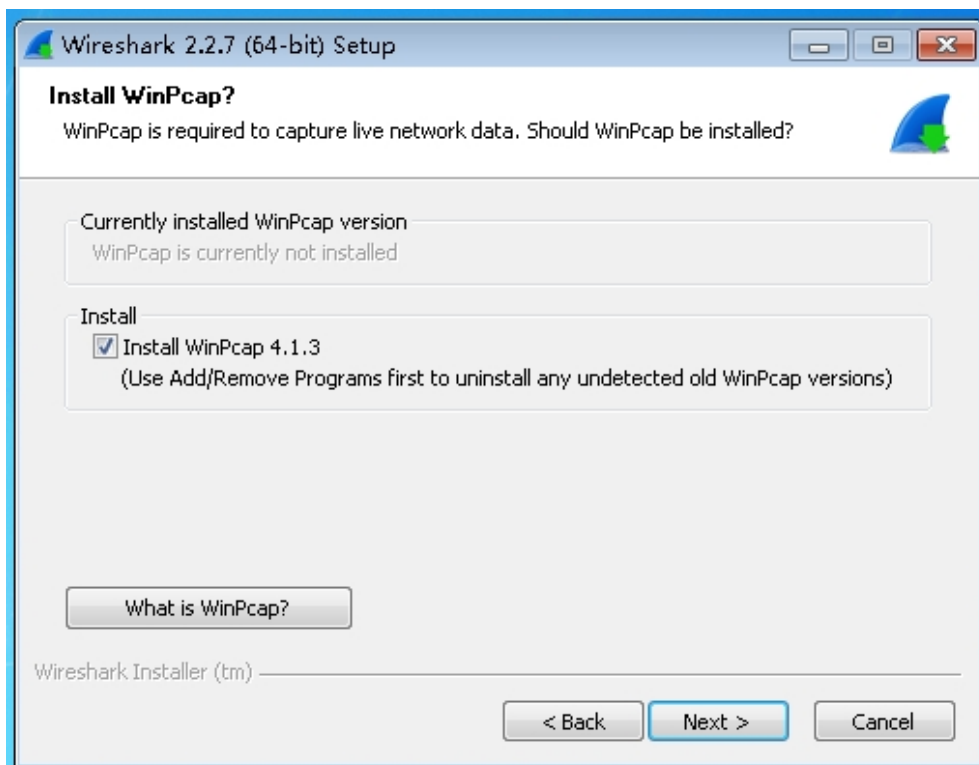 Wireshark 2.2.7 (64-bit) Setup
Install WinPcap?
WinPcap is required to capture live network data. Should WinPcap be installed?
Currently installed WinPcap version
WinPcap is currently not installed
Install
Install WinPcap 4.1.3
(Use Add/Remove Programs first to uninstall any undetected old WinPcap versions)
What is WinPcap?
Wireshark Installer (tm)
< Back Next > Cancel